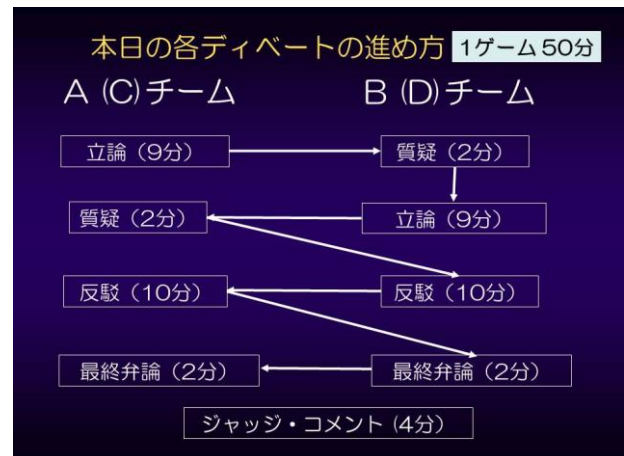 本日の各ディベートの進め方 1ゲーム50分
A (C)チーム B (D)チーム
立論（9分） 質疑（2分）
質疑（2分） 立論（9分）
反駁（10分） 反駁（10分）
最終弁論（2分） 最終弁論（2分）
ジャッジ・コメント (4分）